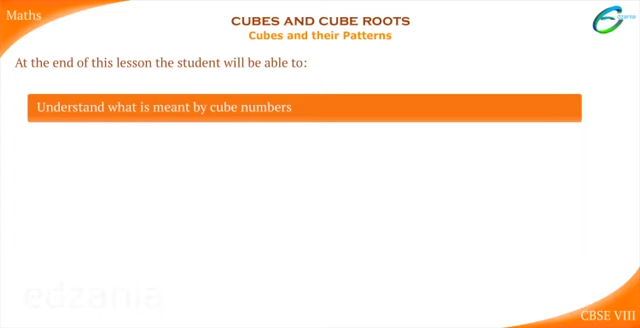 Maths
CUBES AND CUBE ROOTS
Cubes and their Patterns
edzania
At the end of this lesson the student will be able to:
Understand what is meant by cube numbers
edzania
CBSE VIII